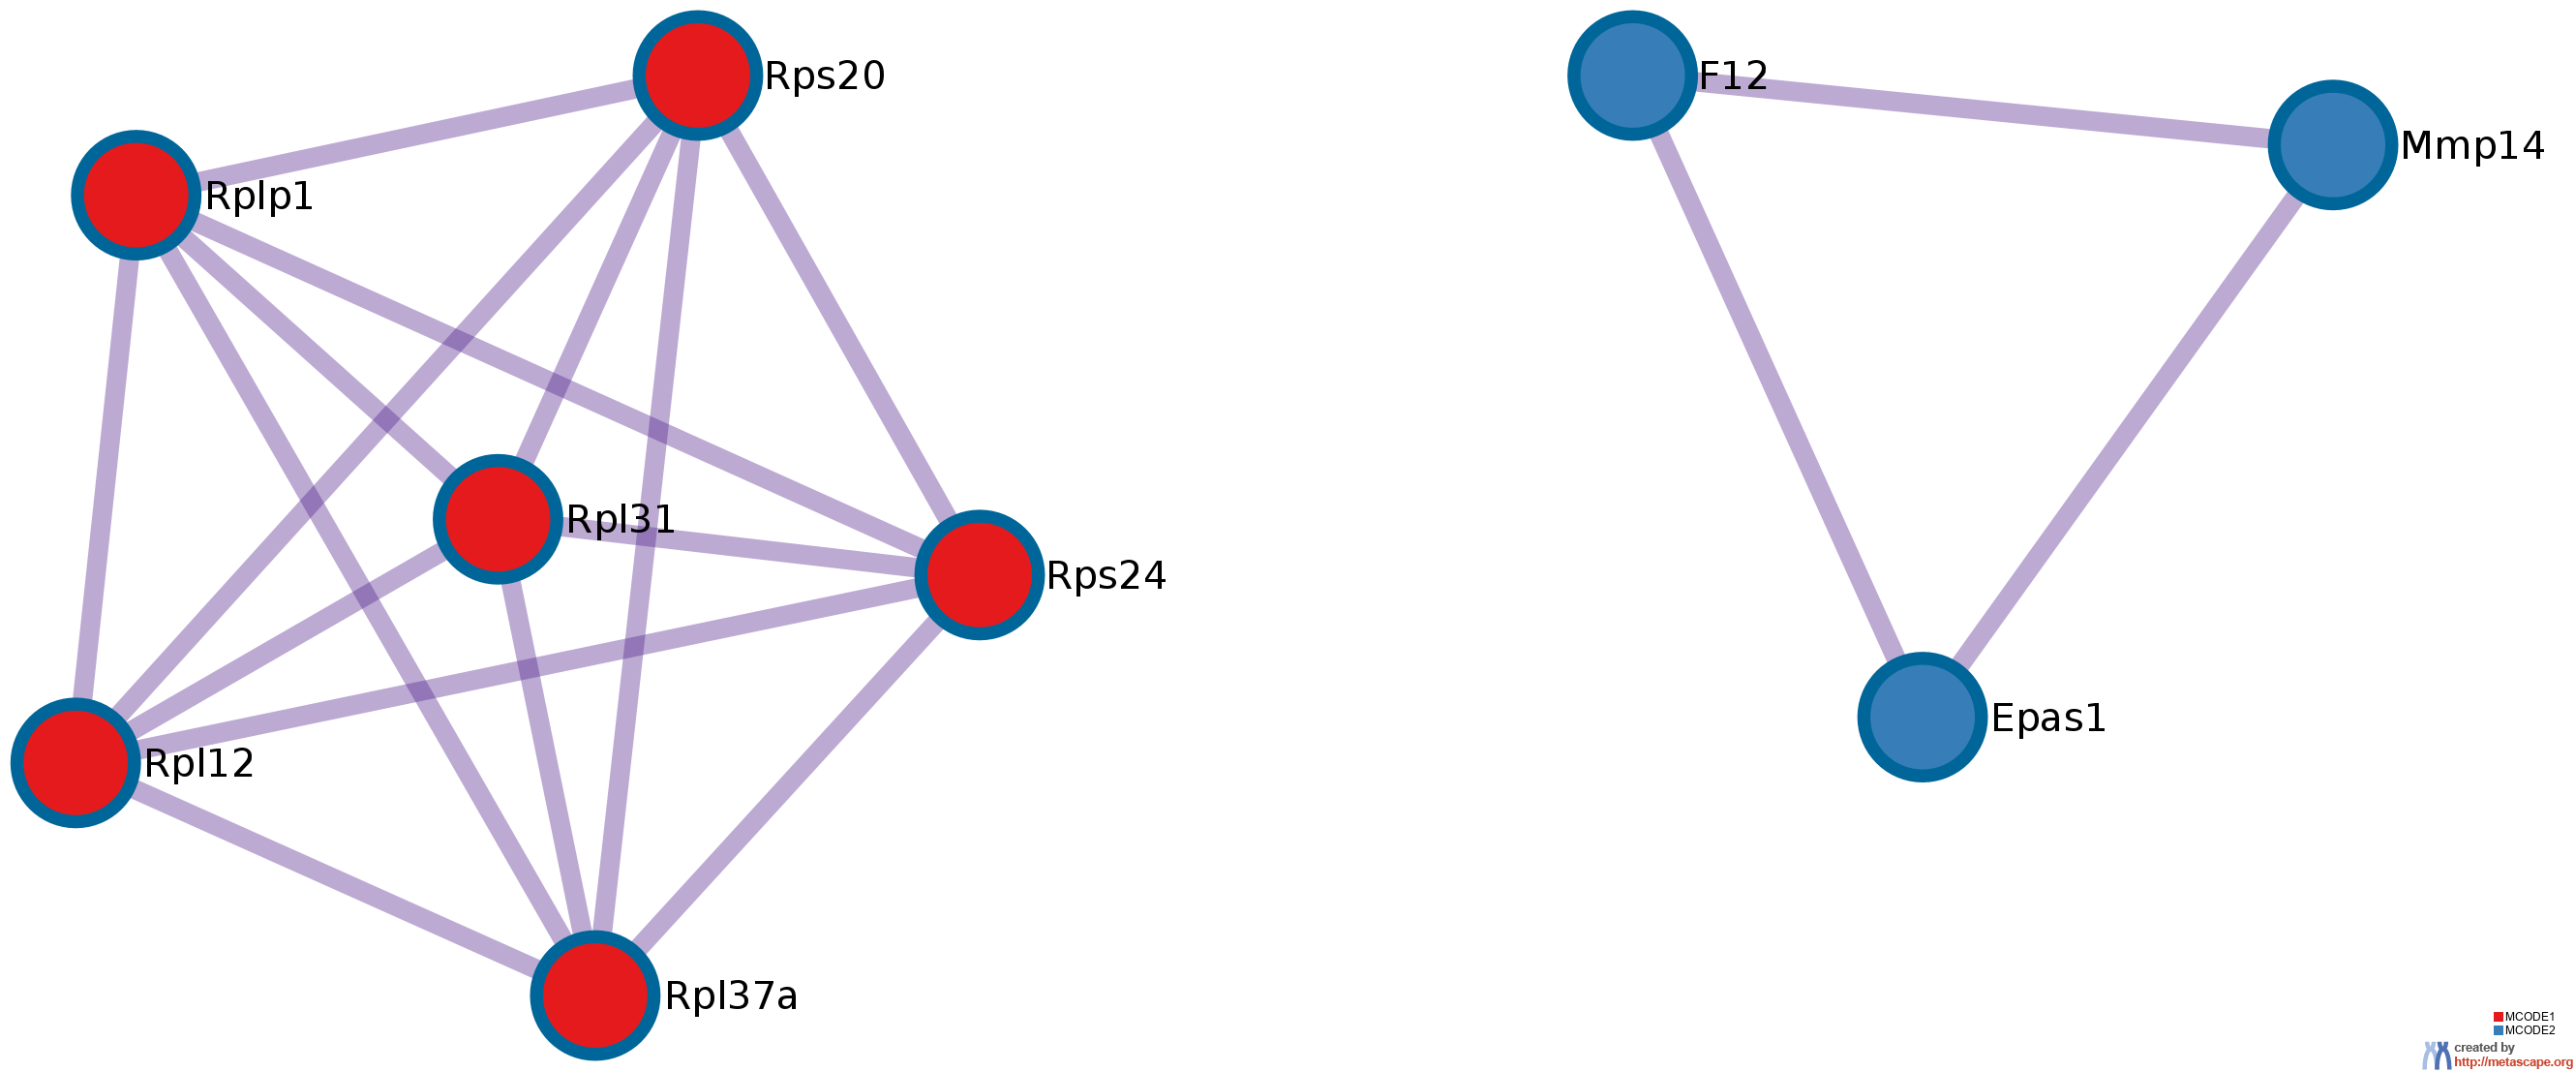 Rps20
F12
Mmp14
Rplp1
Rpl31
Rps24
Epas1
Rpl12
Rpl37a
MCODE1
MCODE2
created by
http://metascape.org